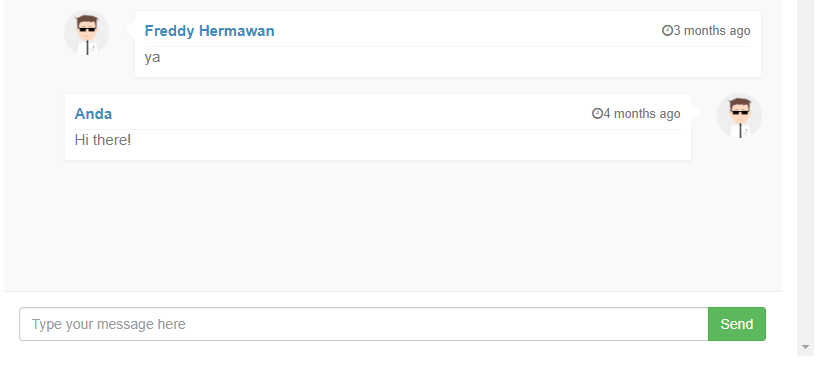 Freddy Hermawan 3 months ago
ya
Anda 4 months ago
Hi there!
Type your message here Send